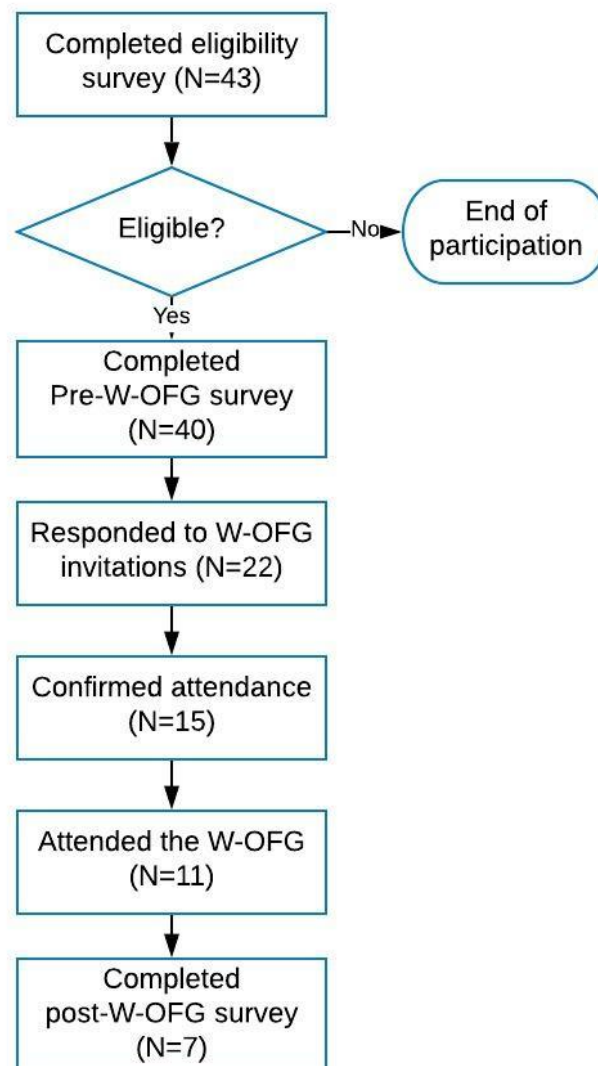 Completed eligibility
survey (N=43)
Eligible?
No
End of
participation
Yes
Completed
Pre-W-OFG survey
(N=40)
Responded to W-OFG
invitations (N=22)
Confirmed attendance
(N=15)
Attended the W-OFG
(N=11)
Completed
post-W-OFG survey
(N=7)